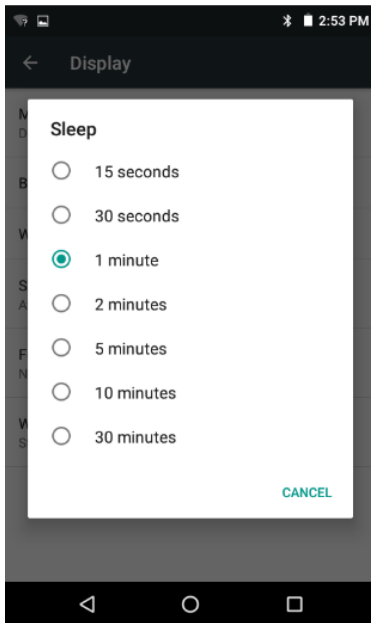 2:53 PM
Display
Sleep
15 seconds
30 seconds
1 minute
2 minutes
5 minutes
10 minutes
30 minutes
CANCEL